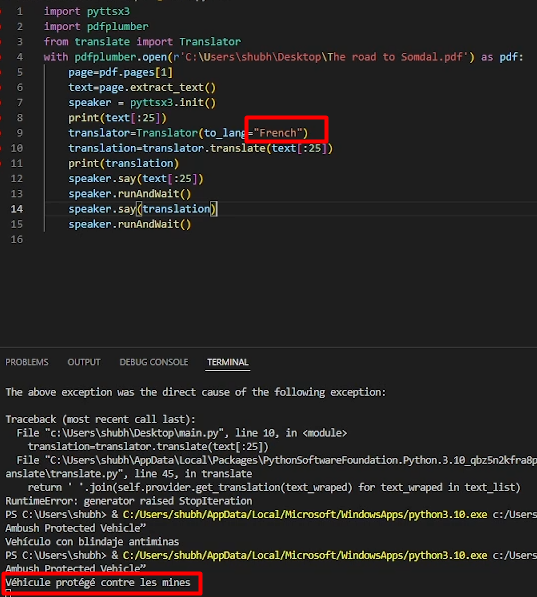 1 import pyttsx3
2 import pdfplumber
3 from translate import Translator
4 with pdfplumber.open(r'C:\Users\shubh\Desktop\The road to Somdal.pdf') as pdf:
5     page=pdf.pages[1]
6     text=page.extract_text()
7     speaker = pyttsx3.init()
8     print(text[:25])
9     translator=Translator(to_lang="French")
10     translation=translator.translate(text[:25])
11     print(translation)
12     speaker.say(text[:25])
13     speaker.runAndWait()
14     speaker.say(translation)
15     speaker.runAndWait()
16
PROBLEMS OUTPUT DEBUG CONSOLE TERMINAL
The above exception was the direct cause of the following exception:
Traceback (most recent call last):
  File "c:\Users\shubh\Desktop\main.py", line 10, in <module>
    translation=translator.translate(text[:25])
  File "C:\Users\shubh\AppData\Local\Packages\PythonSoftwareFoundation.Python.3.10_qbz5n2kfra8p
anslate\translate.py", line 45, in translate
    return ' '.join(self.provider.get_translation(text_wraped) for text_wraped in text_list)
RuntimeError: generator raised StopIteration
PS C:\Users\shubh> & C:/Users/shubh/AppData/Local/Microsoft/WindowsApps/python3.10.exe c:/Users
Ambush Protected Vehicle”
Vehículo con blindaje antiminas
PS C:\Users\shubh> & C:/Users/shubh/AppData/Local/Microsoft/WindowsApps/python3.10.exe c:/Users
Ambush Protected Vehicle”
Véhicule protégé contre les mines